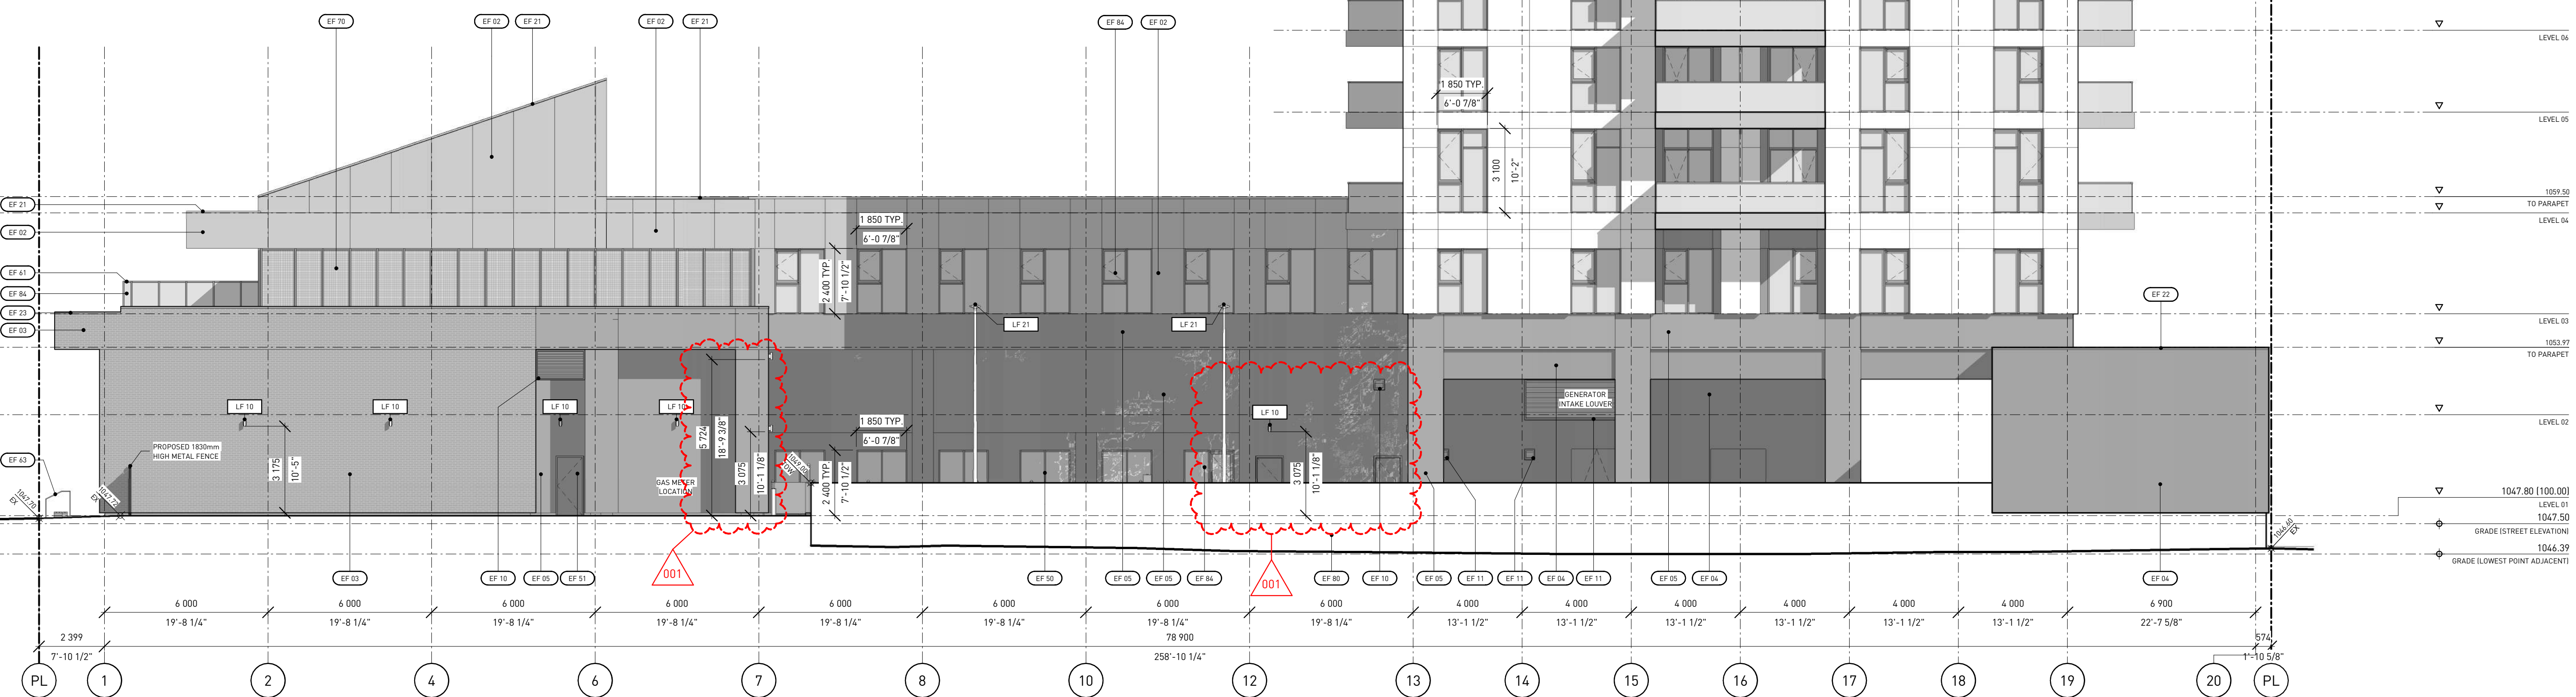 EF 70
EF 02
EF 21
EF 02
EF 21
EF 84
EF 02
LEVEL 06
1 850 TYP.
6'-0 7/8"
LEVEL 05
3 100
10'-2"
1059.50
TO PARAPET
EF 21
LEVEL 04
EF 02
1 850 TYP.
6'-0 7/8"
EF 61
2 400 TYP.
7'-10 1/2"
EF 84
EF 22
EF 23
EF 03
LF 21
LF 21
LEVEL 03
1053.97
TO PARAPET
LF 10
LF 10
LF 10
LF 10
LF 10
GENERATOR
INTAKE LOUVER
LEVEL 02
5 724
18'-9 3/8"
1 850 TYP.
6'-0 7/8"
PROPOSED 1830mm
HIGH METAL FENCE
EF 63
3 175
10'-5"
GAS METER
LOCATION
3 075
10'-1 1/8"
1049.00
TOW
2 400 TYP.
7'-10 1/2"
3 075
10'-1 1/8"
1047.70
EX
1047.72
EX
1047.80 (100.00)
LEVEL 01
1047.50
GRADE (STREET ELEVATION)
1046.60
EX
1046.39
GRADE (LOWEST POINT ADJACENT)
001
001
EF 03
EF 10
EF 05
EF 51
EF 50
EF 05
EF 05
EF 84
EF 80
EF 10
EF 05
EF 11
EF 11
EF 04
EF 11
EF 05
EF 04
EF 04
6 000
6 000
6 000
6 000
6 000
6 000
6 000
6 000
4 000
4 000
4 000
4 000
4 000
4 000
6 900
19'-8 1/4"
19'-8 1/4"
19'-8 1/4"
19'-8 1/4"
19'-8 1/4"
19'-8 1/4"
19'-8 1/4"
19'-8 1/4"
13'-1 1/2"
13'-1 1/2"
13'-1 1/2"
13'-1 1/2"
13'-1 1/2"
13'-1 1/2"
22'-7 5/8"
2 399
78 900
574
7'-10 1/2"
258'-10 1/4"
1'-10 5/8"
PL
1
2
4
6
7
8
10
12
13
14
15
16
17
18
19
20
PL